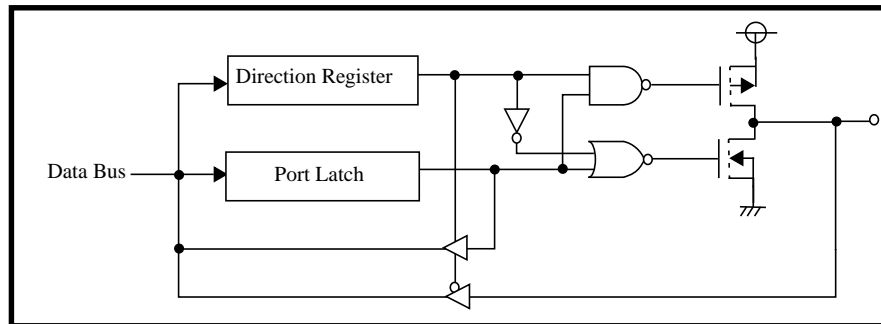 Direction Register
Data Bus
Port Latch